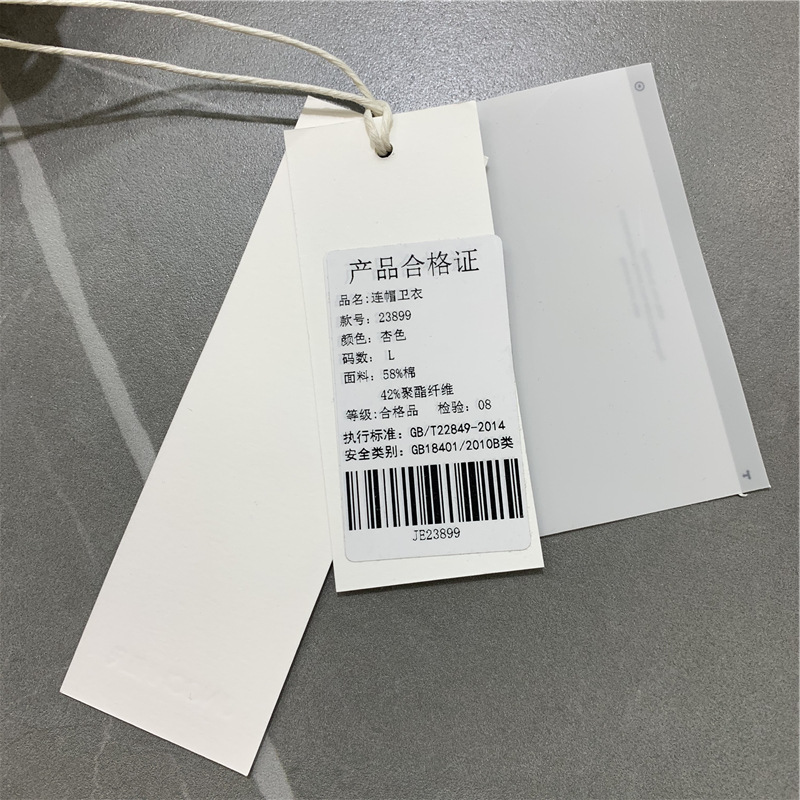 产品合格证
品名:连帽卫衣
款号: 23899
颜色: 杏色
码数: L
面料: 58%棉
42%聚酯纤维
等级:合格品 检验: 08
执行标准: GB/T22849-2014
安全类别: GB18401/2010B类
JE23899